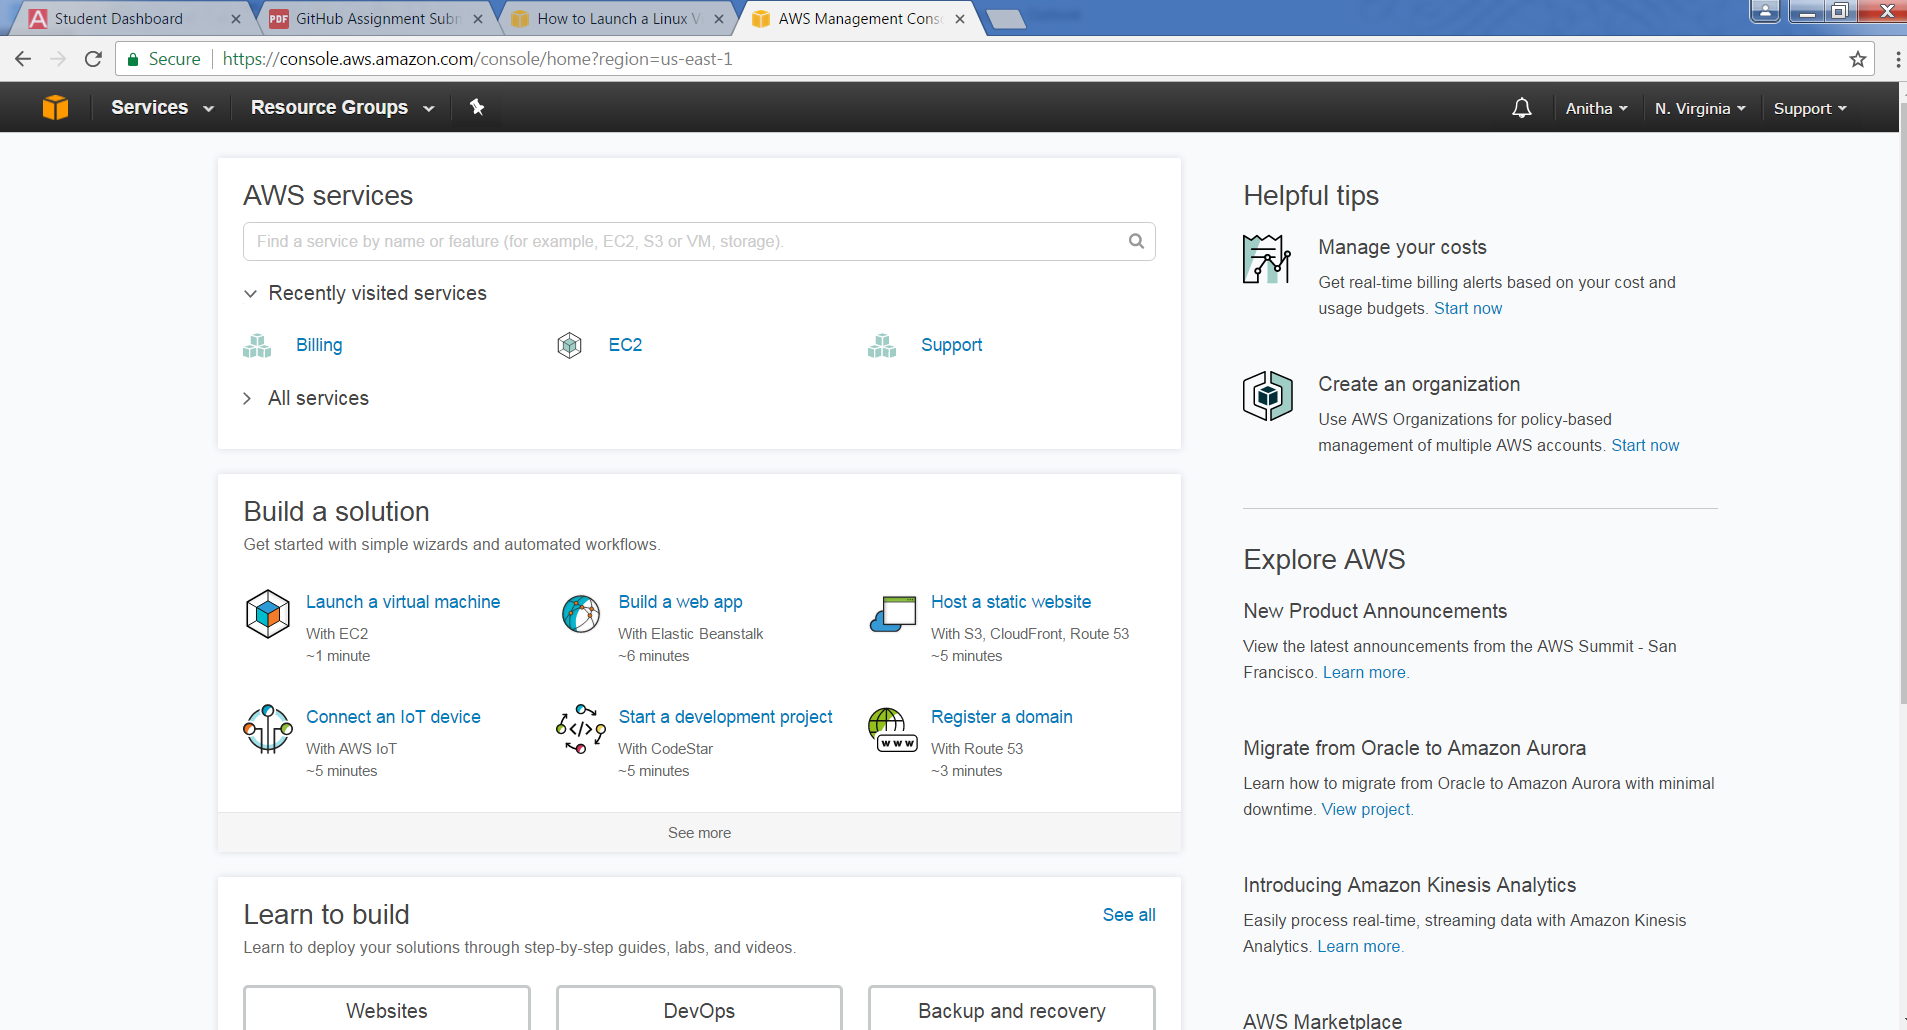 Student Dashboard
PDF
GitHub Assignment Subm
How to Launch a Linux V
AWS Management Conso
Secure
https://console.aws.amazon.com/console/home?region=us-east-1
Services
Resource Groups
Anitha
N. Virginia
Support
AWS services
Find a service by name or feature (for example, EC2, S3 or VM, storage).
Recently visited services
Billing
EC2
Support
All services
Build a solution
Get started with simple wizards and automated workflows.
Launch a virtual machine
With EC2
~1 minute
Build a web app
With Elastic Beanstalk
~6 minutes
Host a static website
With S3, CloudFront, Route 53
~5 minutes
Connect an IoT device
With AWS IoT
~5 minutes
Start a development project
With CodeStar
~5 minutes
www
Register a domain
With Route 53
~3 minutes
See more
Learn to build
See all
Learn to deploy your solutions through step-by-step guides, labs, and videos.
Websites
DevOps
Backup and recovery
Helpful tips
Manage your costs
Get real-time billing alerts based on your cost and
usage budgets. Start now
Create an organization
Use AWS Organizations for policy-based
management of multiple AWS accounts. Start now
Explore AWS
New Product Announcements
View the latest announcements from the AWS Summit - San
Francisco. Learn more.
Migrate from Oracle to Amazon Aurora
Learn how to migrate from Oracle to Amazon Aurora with minimal
downtime. View project.
Introducing Amazon Kinesis Analytics
Easily process real-time, streaming data with Amazon Kinesis
Analytics. Learn more.
AWS Marketplace